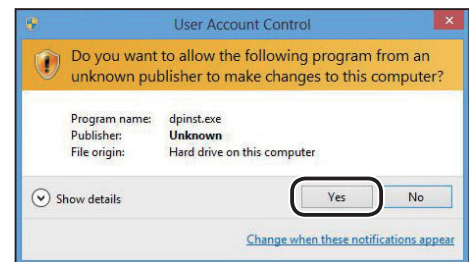 User Account Control
Do you want to allow the following program from an
unknown publisher to make changes to this computer?
Program name: dpinst.exe
Publisher: Unknown
File origin: Hard drive on this computer
Show details Yes No
Change when these notifications appear